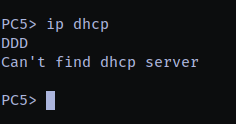 PC5> ip dhcp
DDD
Can't find dhcp server
PC5>